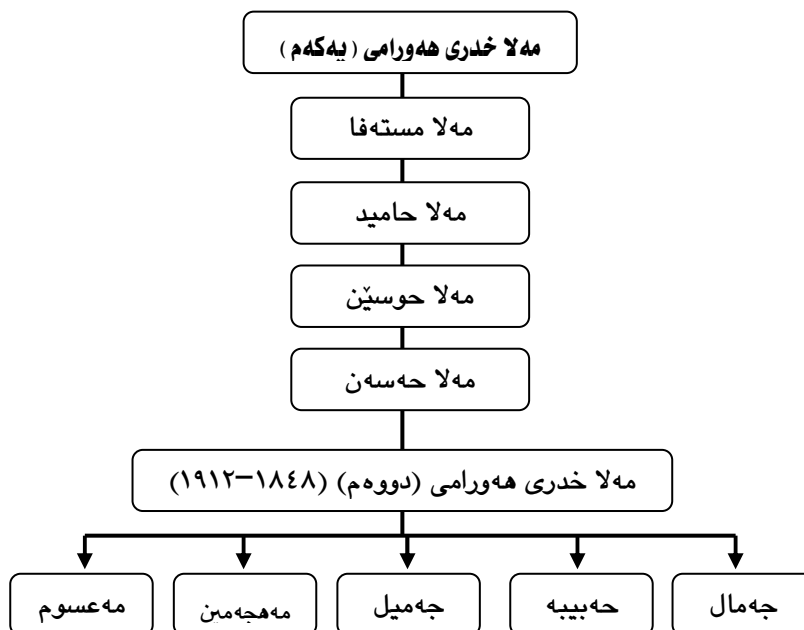 مەلا خدری هەورامی (یەکەم)
مەلا مستەفا
مەلا حامید
مەلا حوسێن
مەلا حەسەن
مەلا خدری هەورامی (دووەم) (١٨٤٨–١٩١٢)
جەمال
حەبیبە
جەمیل
مەهجەمین
مەعسوم